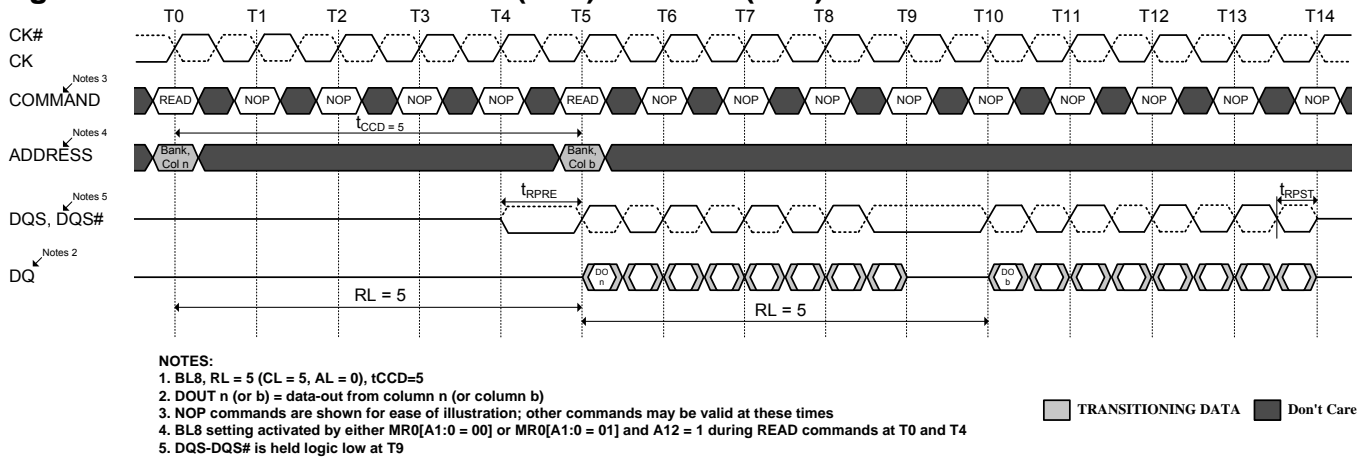 T0 T1 T2 T3 T4 T5 T6 T7 T8 T9 T10 T11 T12 T13 T14
CK#
CK
Notes 3
COMMAND READ NOP NOP NOP NOP READ NOP NOP NOP NOP NOP NOP NOP NOP NOP
tCCD = 5
Notes 4
ADDRESS
Bank, Col n
Bank, Col b
tRPRE
tRPST
Notes 5
DQS, DQS#
Notes 2
DQ
DO n
DO b
RL = 5
RL = 5
NOTES:
1. BL8, RL = 5 (CL = 5, AL = 0), tCCD=5
2. DOUT n (or b) = data-out from column n (or column b)
3. NOP commands are shown for ease of illustration; other commands may be valid at these times
4. BL8 setting activated by either MR0[A1:0 = 00] or MR0[A1:0 = 01] and A12 = 1 during READ commands at T0 and T4
5. DQS-DQS# is held logic low at T9
TRANSITIONING DATA
Don't Care